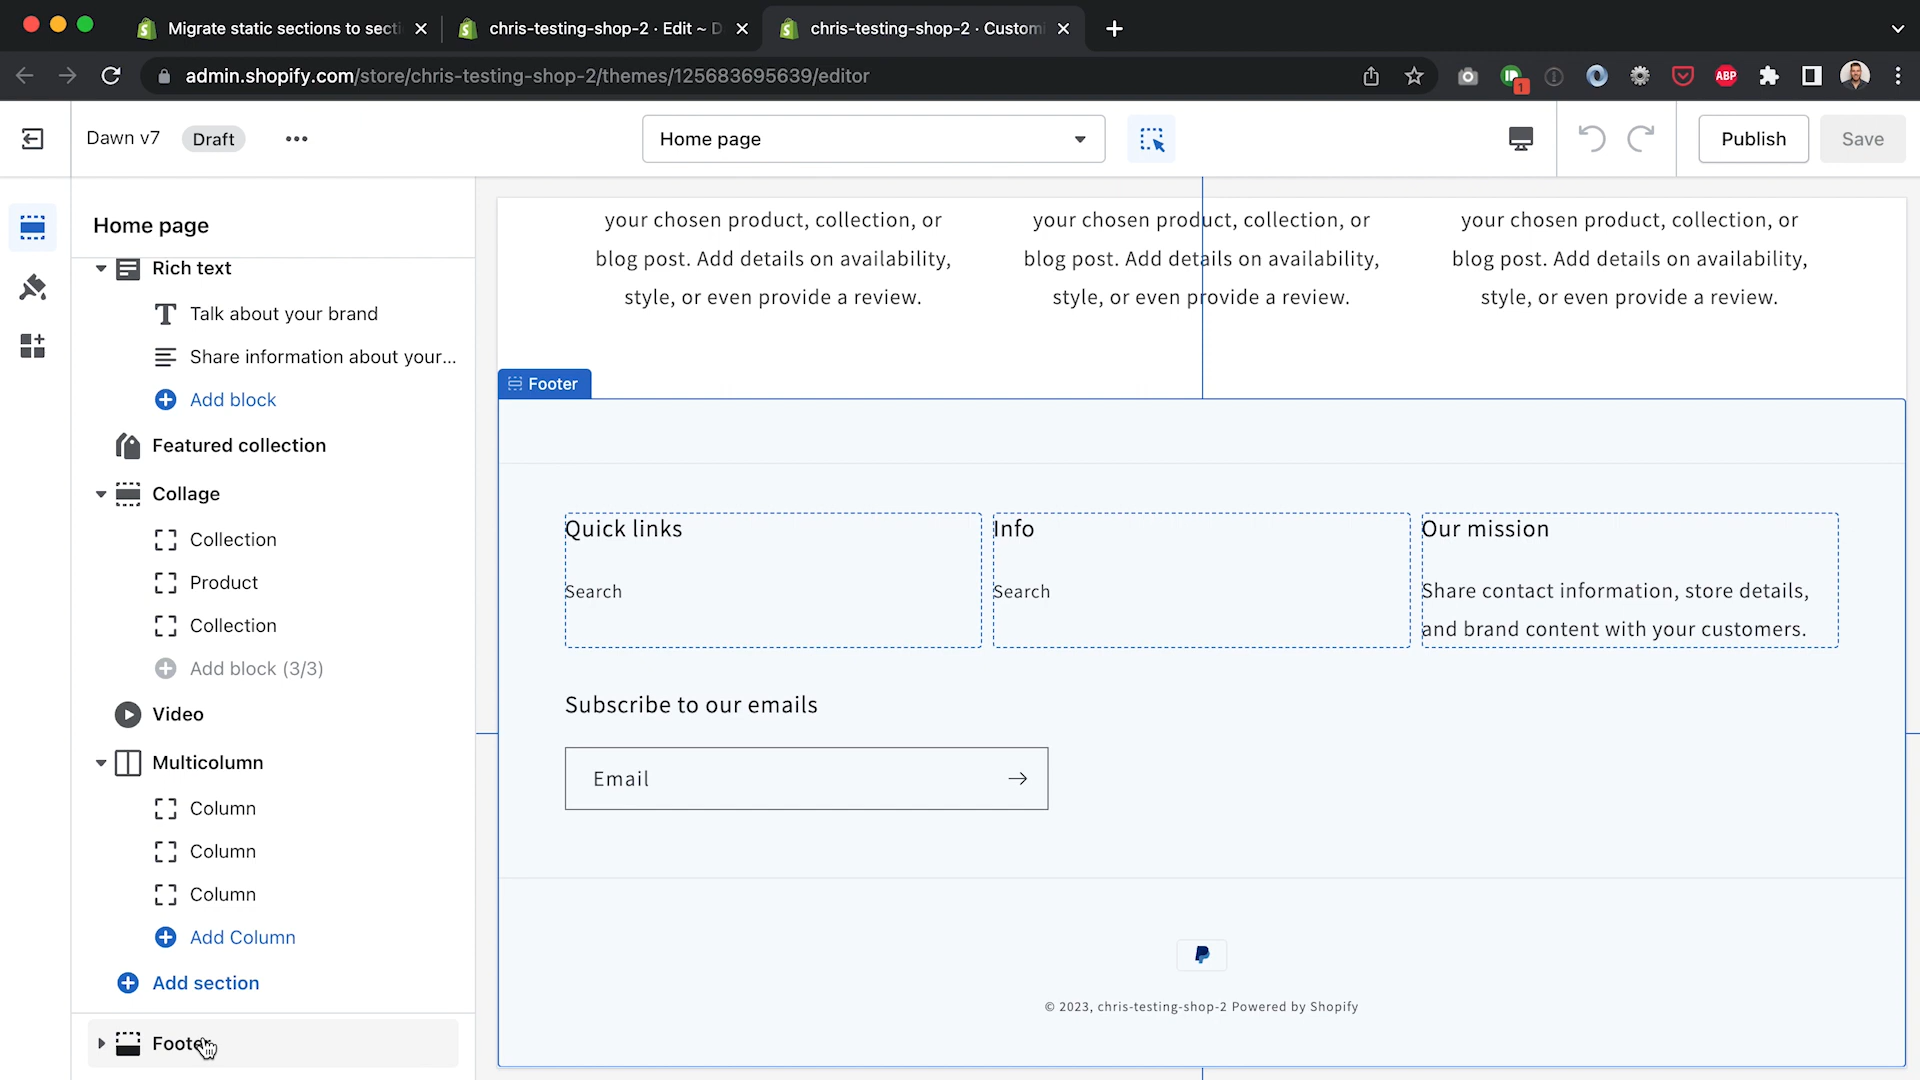 Migrate static sections to secti
chris-testing-shop-2 · Edit ~ D
chris-testing-shop-2 · Customi
admin.shopify.com/store/chris-testing-shop-2/themes/125683695639/editor
1
ABP
Dawn v7
Draft
Home page
Publish
Save
Home page
Rich text
Talk about your brand
Share information about your...
Add block
Featured collection
Collage
Collection
Product
Collection
Add block (3/3)
Video
Multicolumn
Column
Column
Column
Add Column
Add section
Footer
your chosen product, collection, or
blog post. Add details on availability,
style, or even provide a review.
your chosen product, collection, or
blog post. Add details on availability,
style, or even provide a review.
your chosen product, collection, or
blog post. Add details on availability,
style, or even provide a review.
Footer
Quick links
Search
Info
Search
Our mission
Share contact information, store details,
and brand content with your customers.
Subscribe to our emails
Email
© 2023, chris-testing-shop-2 Powered by Shopify